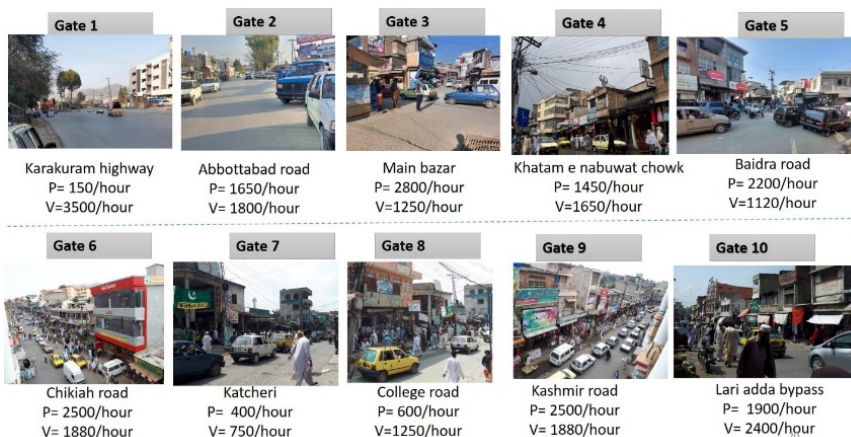 Gate 1
Gate 2
Gate 3
Gate 4
Gate 5
Karakuram highway
P= 150/hour
V=3500/hour
Abbottabad road
P= 1650/hour
V= 1800/hour
Main bazar
P= 2800/hour
V=1250/hour
Khatam e nabuwat chowk
P= 1450/hour
V=1650/hour
Baidra road
P= 2200/hour
V=1120/hour
Gate 6
Gate 7
Gate 8
Gate 9
Gate 10
Chikiah road
P= 2500/hour
V= 1880/hour
Katcheri
P= 400/hour
V= 750/hour
College road
P= 600/hour
V=1250/hour
Kashmir road
P= 2500/hour
V= 1880/hour
Lari adda bypass
P= 1900/hour
V= 2400/hour